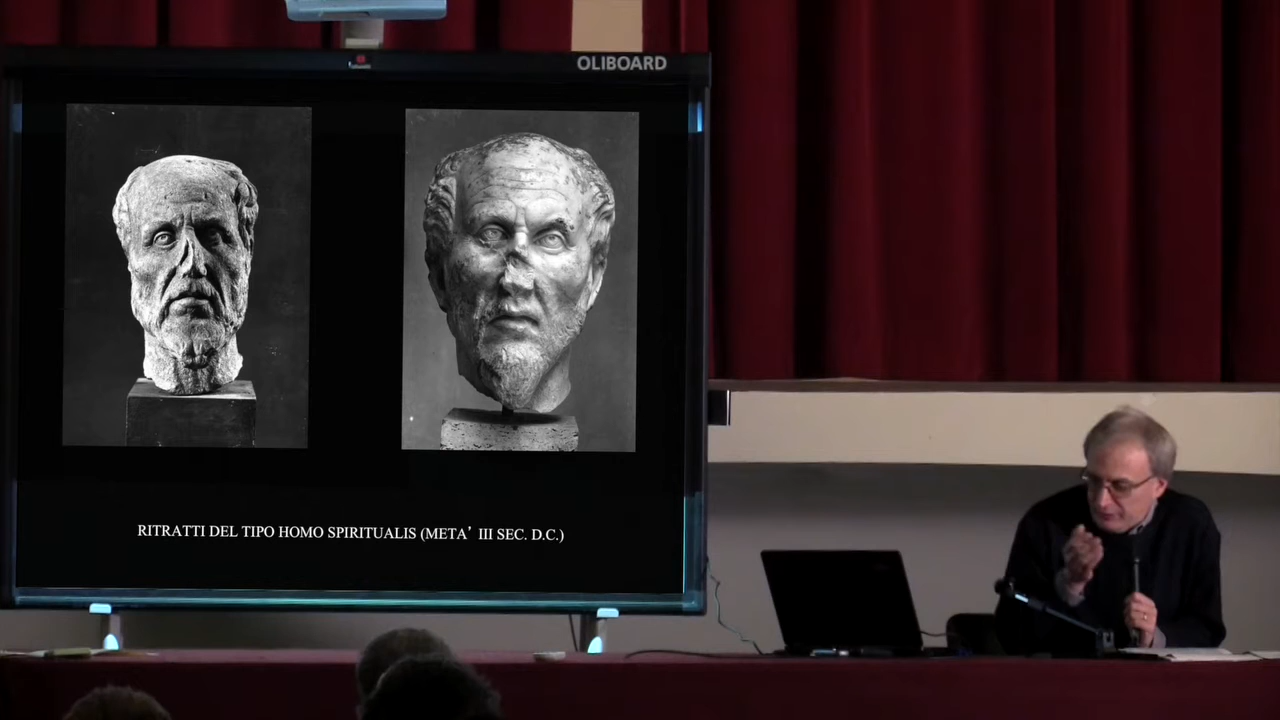 OLIBOARD
RITRATTI DEL TIPO HOMO SPIRITUALIS (META’ III SEC. D.C.)